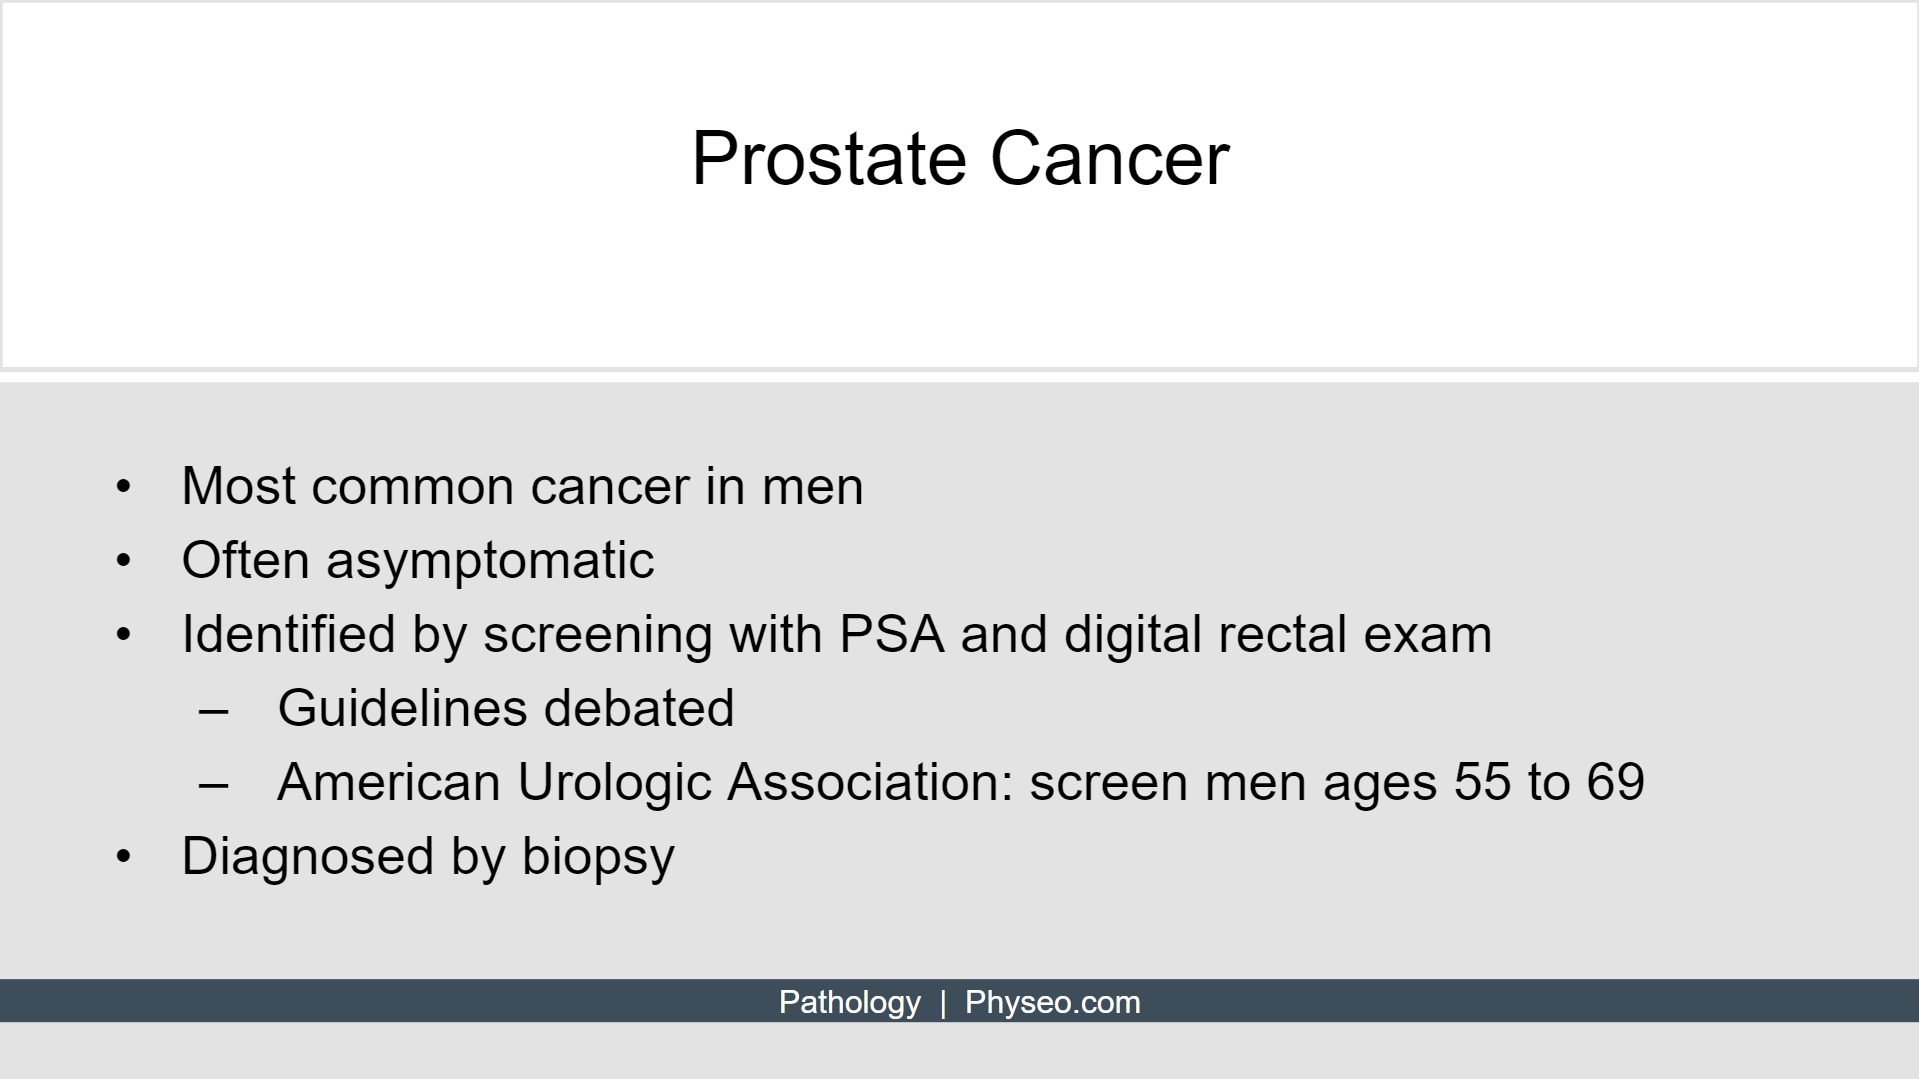 Prostate Cancer
• Most common cancer in men
• Often asymptomatic
• Identified by screening with PSA and digital rectal exam
– Guidelines debated
– American Urologic Association: screen men ages 55 to 69
• Diagnosed by biopsy
Pathology | Physeo.com